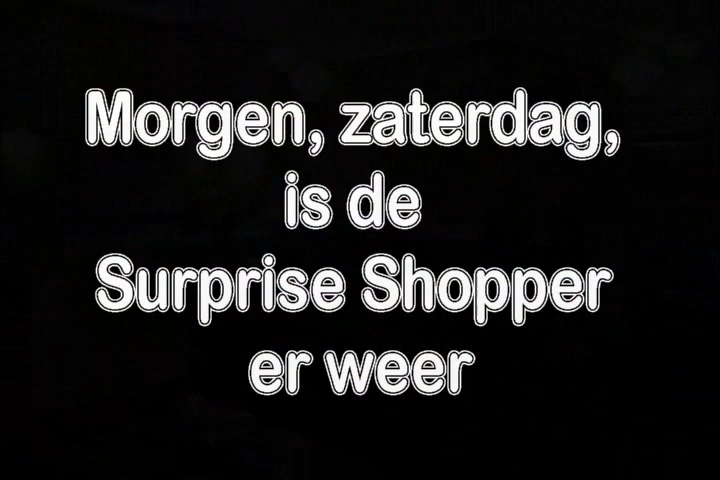 Morgen, zaterdag,
is de
Surprise Shopper
er weer